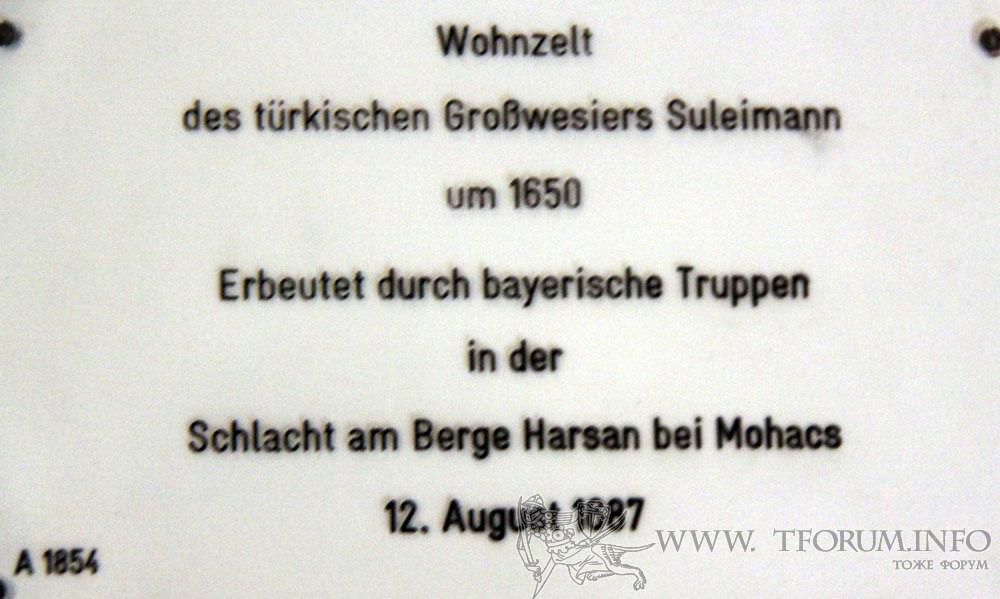 Wohnzelt
des türkischen Großwesiers Suleimann
um 1650
Erbeutet durch bayerische Truppen
in der
Schlacht am Berge Harsan bei Mohacs
12. August 1687
A 1854
WWW. TFORUM.INFO
ТОЖЕ ФОРУМ